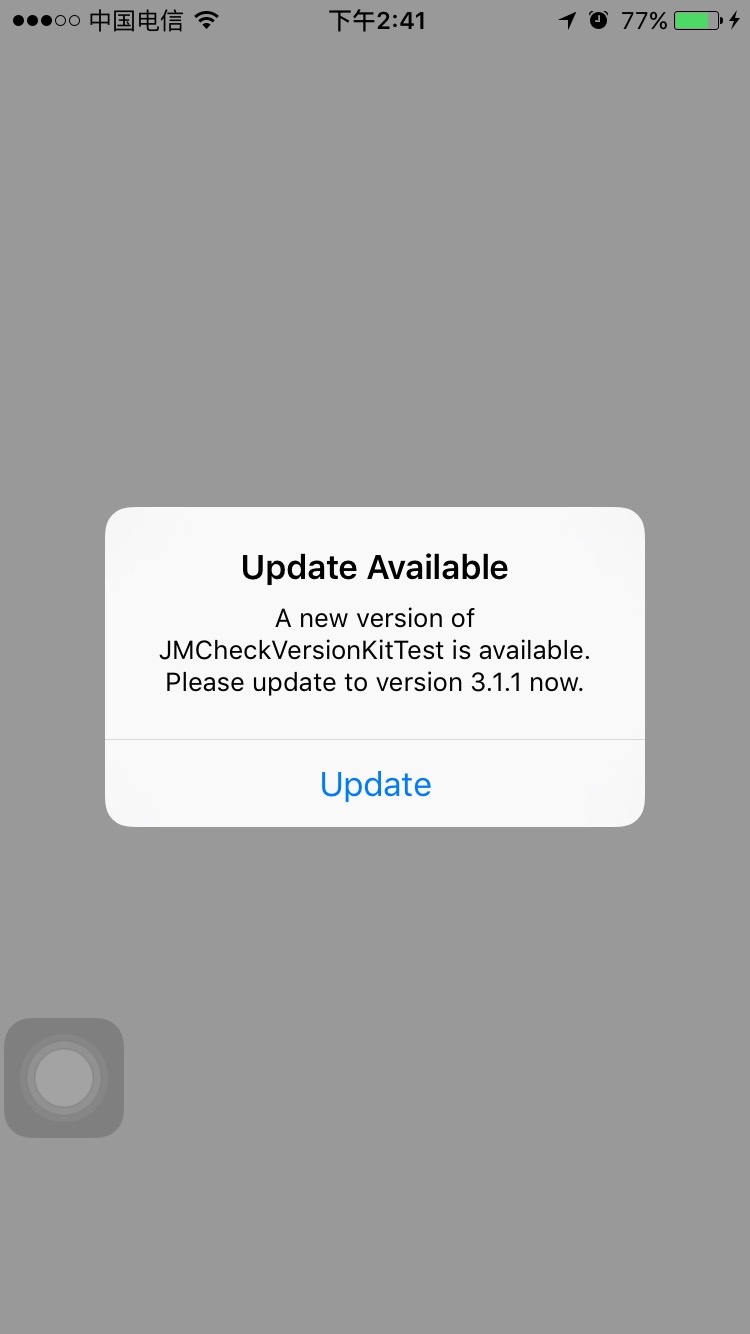 中国电信 下午2:41 77%
Update Available
A new version of
JMCheckVersionKitTest is available.
Please update to version 3.1.1 now.
Update